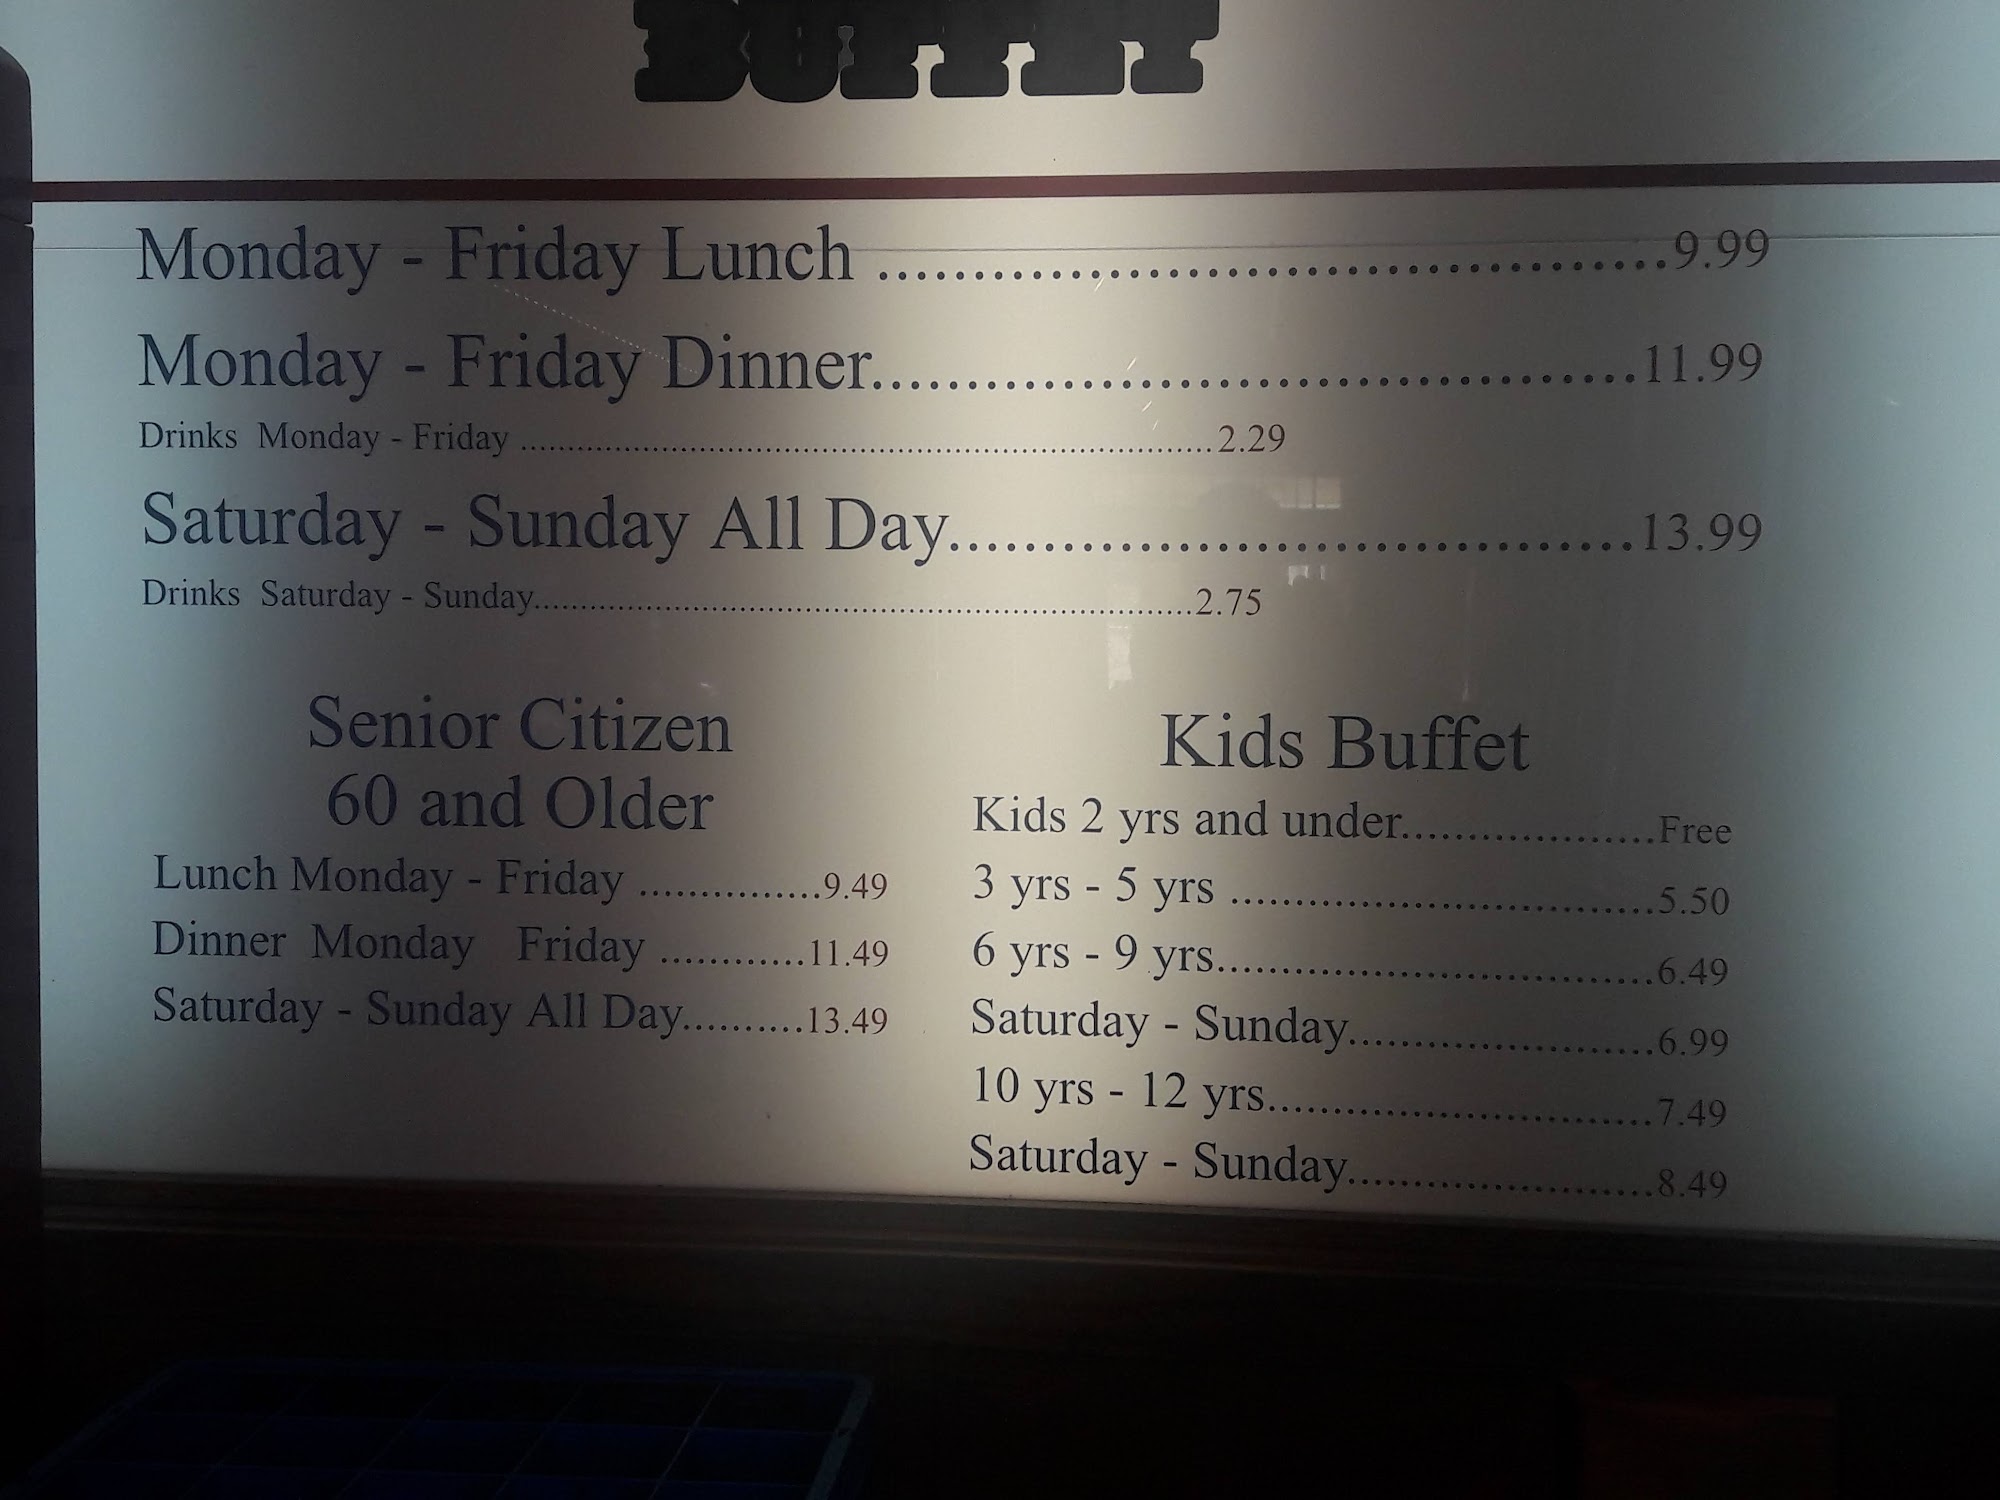 BUFFET
Monday - Friday Lunch ........................................9.99
Monday - Friday Dinner........................................11.99
Drinks  Monday - Friday ..........................................................................2.29
Saturday - Sunday All Day....................................13.99
Drinks  Saturday - Sunday......................................................................2.75
Senior Citizen
60 and Older
Lunch Monday - Friday ...............9.49
Dinner  Monday   Friday ............11.49
Saturday - Sunday All Day..........13.49
Kids Buffet
Kids 2 yrs and under...................Free
3 yrs - 5 yrs ................................5.50
6 yrs - 9 yrs.................................6.49
Saturday - Sunday.......................6.99
10 yrs - 12 yrs.............................7.49
Saturday - Sunday.......................8.49